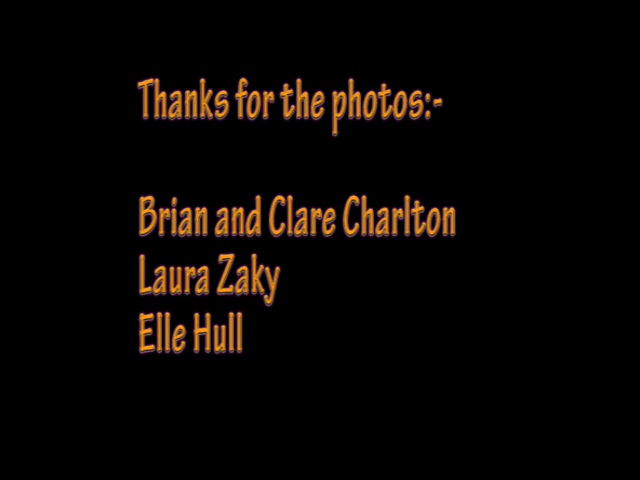 Thanks for the photos:-
Brian and Clare Charlton
Laura Zaky
Elle Hull